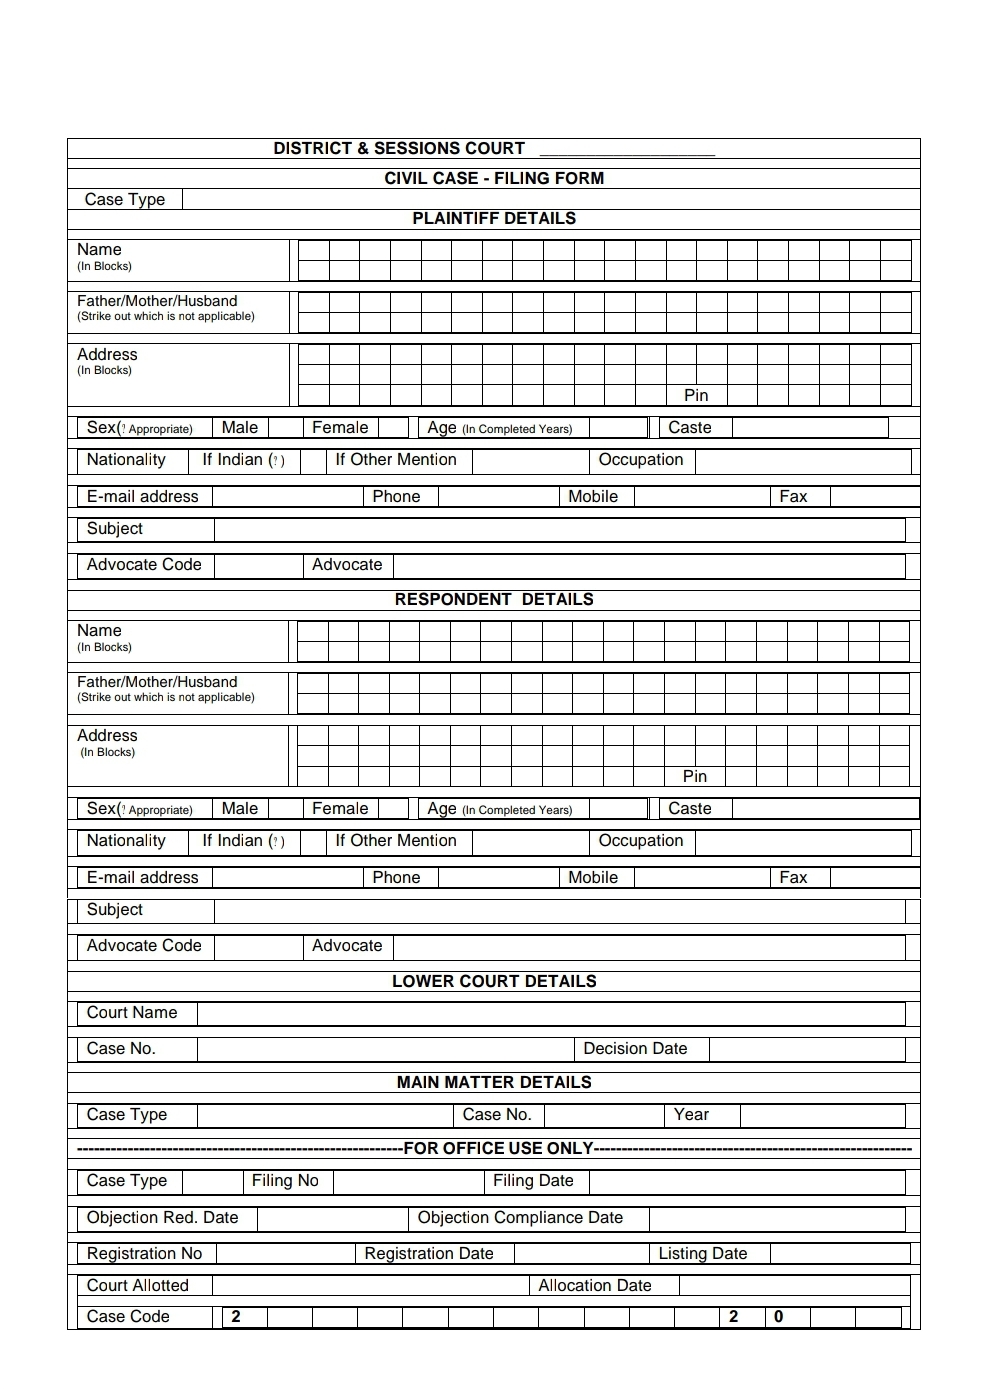 DISTRICT & SESSIONS COURT ____________________
CIVIL CASE - FILING FORM
Case Type
PLAINTIFF DETAILS
Name
(In Blocks)
Father/Mother/Husband
(Strike out which is not applicable)
Address
(In Blocks)
Pin
Sex(? Appropriate) Male Female Age (In Completed Years) Caste
Nationality If Indian (? ) If Other Mention Occupation
E-mail address Phone Mobile Fax
Subject
Advocate Code Advocate
RESPONDENT DETAILS
Name
(In Blocks)
Father/Mother/Husband
(Strike out which is not applicable)
Address
(In Blocks)
Pin
Sex(? Appropriate) Male Female Age (In Completed Years) Caste
Nationality If Indian (? ) If Other Mention Occupation
E-mail address Phone Mobile Fax
Subject
Advocate Code Advocate
LOWER COURT DETAILS
Court Name
Case No. Decision Date
MAIN MATTER DETAILS
Case Type Case No. Year
-----------------------------------------------------------FOR OFFICE USE ONLY----------------------------------------------------------
Case Type Filing No Filing Date
Objection Red. Date Objection Compliance Date
Registration No Registration Date Listing Date
Court Allotted Allocation Date
Case Code 2 2 0